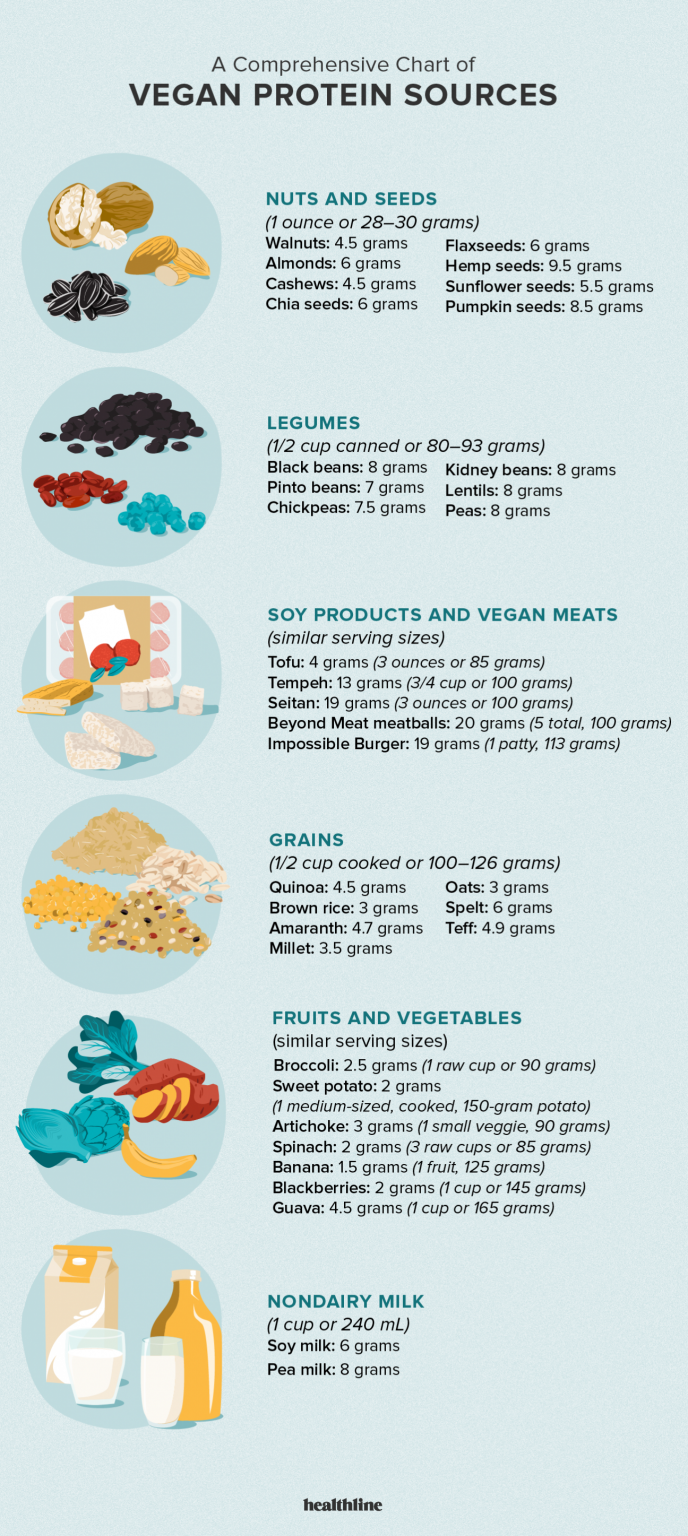 A Comprehensive Chart of
VEGAN PROTEIN SOURCES
NUTS AND SEEDS
(1 ounce or 28–30 grams)
Walnuts: 4.5 grams
Almonds: 6 grams
Cashews: 4.5 grams
Chia seeds: 6 grams
Flaxseeds: 6 grams
Hemp seeds: 9.5 grams
Sunflower seeds: 5.5 grams
Pumpkin seeds: 8.5 grams
LEGUMES
(1/2 cup canned or 80–93 grams)
Black beans: 8 grams
Pinto beans: 7 grams
Chickpeas: 7.5 grams
Kidney beans: 8 grams
Lentils: 8 grams
Peas: 8 grams
SOY PRODUCTS AND VEGAN MEATS
(similar serving sizes)
Tofu: 4 grams (3 ounces or 85 grams)
Tempeh: 13 grams (3/4 cup or 100 grams)
Seitan: 19 grams (3 ounces or 100 grams)
Beyond Meat meatballs: 20 grams (5 total, 100 grams)
Impossible Burger: 19 grams (1 patty, 113 grams)
GRAINS
(1/2 cup cooked or 100–126 grams)
Quinoa: 4.5 grams
Brown rice: 3 grams
Amaranth: 4.7 grams
Millet: 3.5 grams
Oats: 3 grams
Spelt: 6 grams
Teff: 4.9 grams
FRUITS AND VEGETABLES
(similar serving sizes)
Broccoli: 2.5 grams (1 raw cup or 90 grams)
Sweet potato: 2 grams
(1 medium-sized, cooked, 150-gram potato)
Artichoke: 3 grams (1 small veggie, 90 grams)
Spinach: 2 grams (3 raw cups or 85 grams)
Banana: 1.5 grams (1 fruit, 125 grams)
Blackberries: 2 grams (1 cup or 145 grams)
Guava: 4.5 grams (1 cup or 165 grams)
NONDAIRY MILK
(1 cup or 240 mL)
Soy milk: 6 grams
Pea milk: 8 grams
healthline